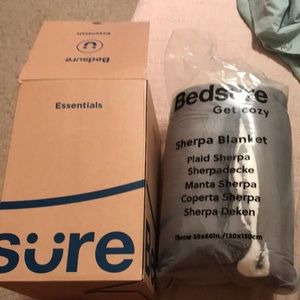 Bedsure
Essentials
Essentials
sure
B
Bedsure
Get cozy
Sherpa Blanket
Plaid Sherpa
Sherpadecke
Manta Sherpa
Coperta Sherpa
Sherpa Deken
Throw 50x60in./130x150cm